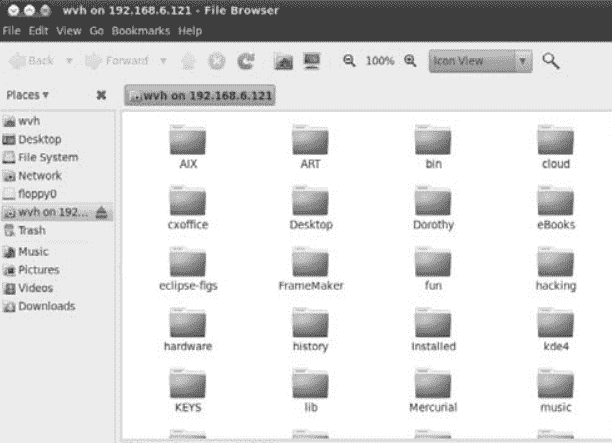 wvh on 192.168.6.121 - File Browser
File Edit View Go Bookmarks Help
Back Forward 100% Icon View
Places wvh on 192.168.6.121
wvh
Desktop
File System
Network
floppy0
wvh on 192...
Trash
Music
Pictures
Videos
Downloads
AIX ART bin cloud
cxoffice Desktop Dorothy eBooks
eclipse-figs FrameMaker fun hacking
hardware history Installed kde4
KEYS lib Mercurial music